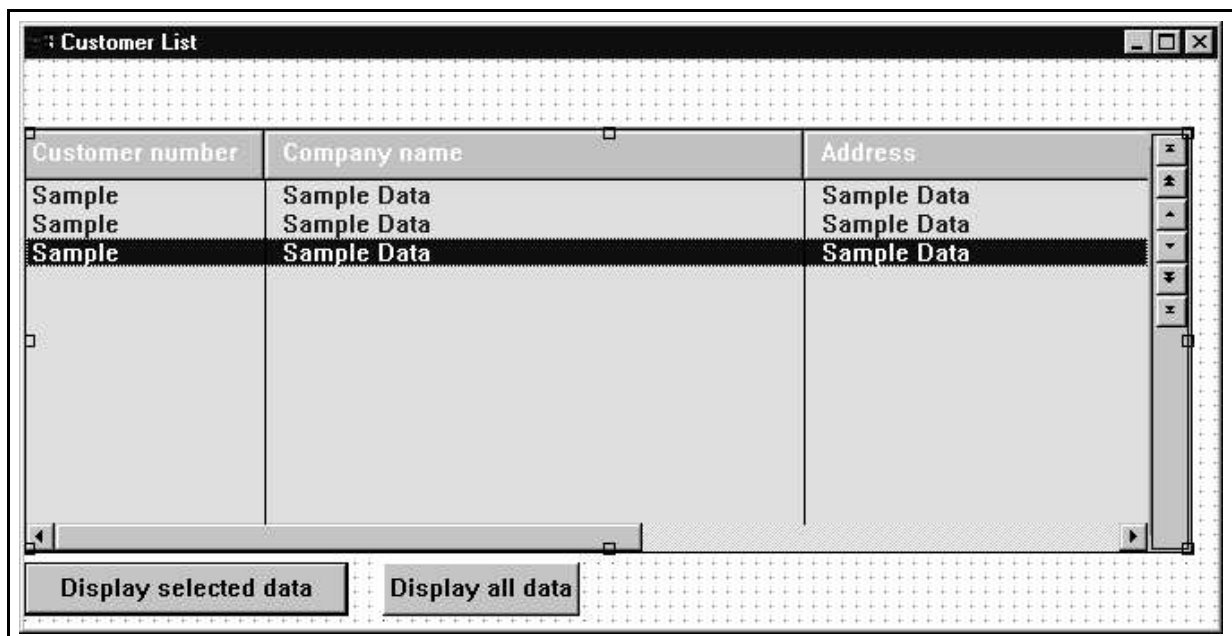 Customer List
Customer number Company name Address
Sample Sample Data Sample Data
Sample Sample Data Sample Data
Sample Sample Data Sample Data
Display selected data Display all data